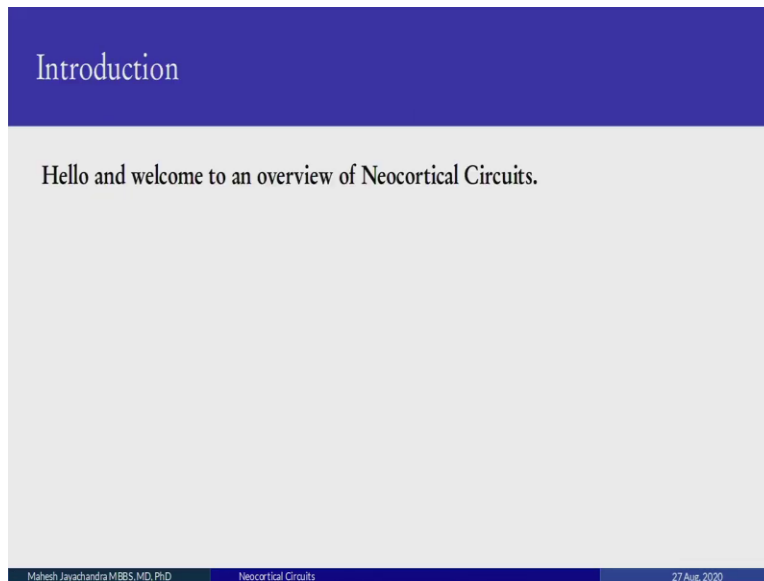 Introduction
Hello and welcome to an overview of Neocortical Circuits.
Mahesh Jayachandra MBBS, MD, PhD Neocortical Circuits 27 Aug, 2020